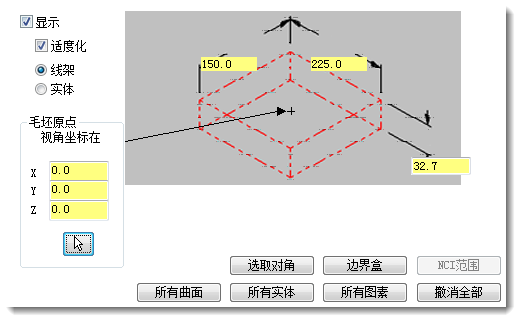 显示
适度化
线架
实体
150.0
225.0
32.7
毛坯原点
视角坐标在
X 0.0
Y 0.0
Z 0.0
选取对角 边界盒 NCI范围
所有曲面 所有实体 所有图素 撤消全部